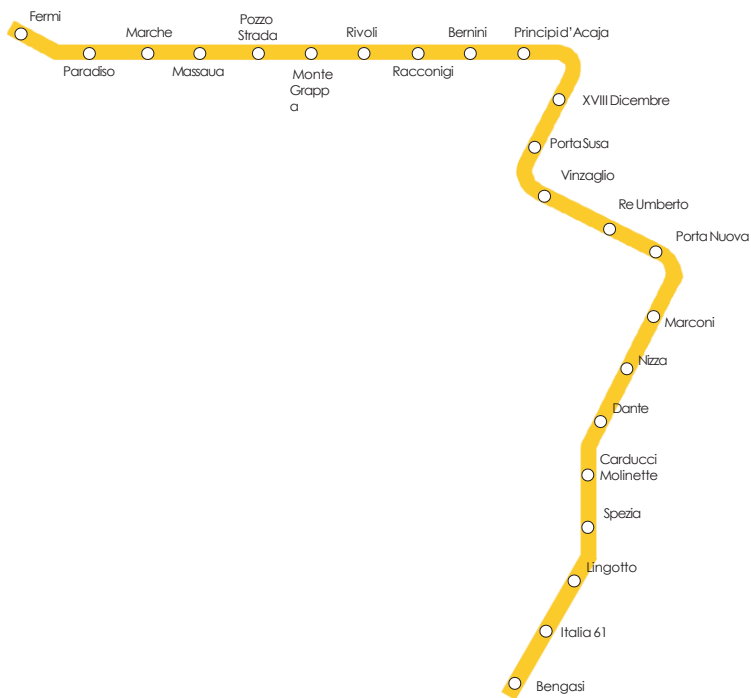 Fermi
Paradiso
Marche
Massaua
Pozzo
Strada
Monte
Grapp
a
Rivoli
Racconigi
Bernini
Principi d'Acaja
XVIII Dicembre
Porta Susa
Vinzaglio
Re Umberto
Porta Nuova
Marconi
Nizza
Dante
Carducci
Molinette
Spezia
Lingotto
Italia 61
Bengasi